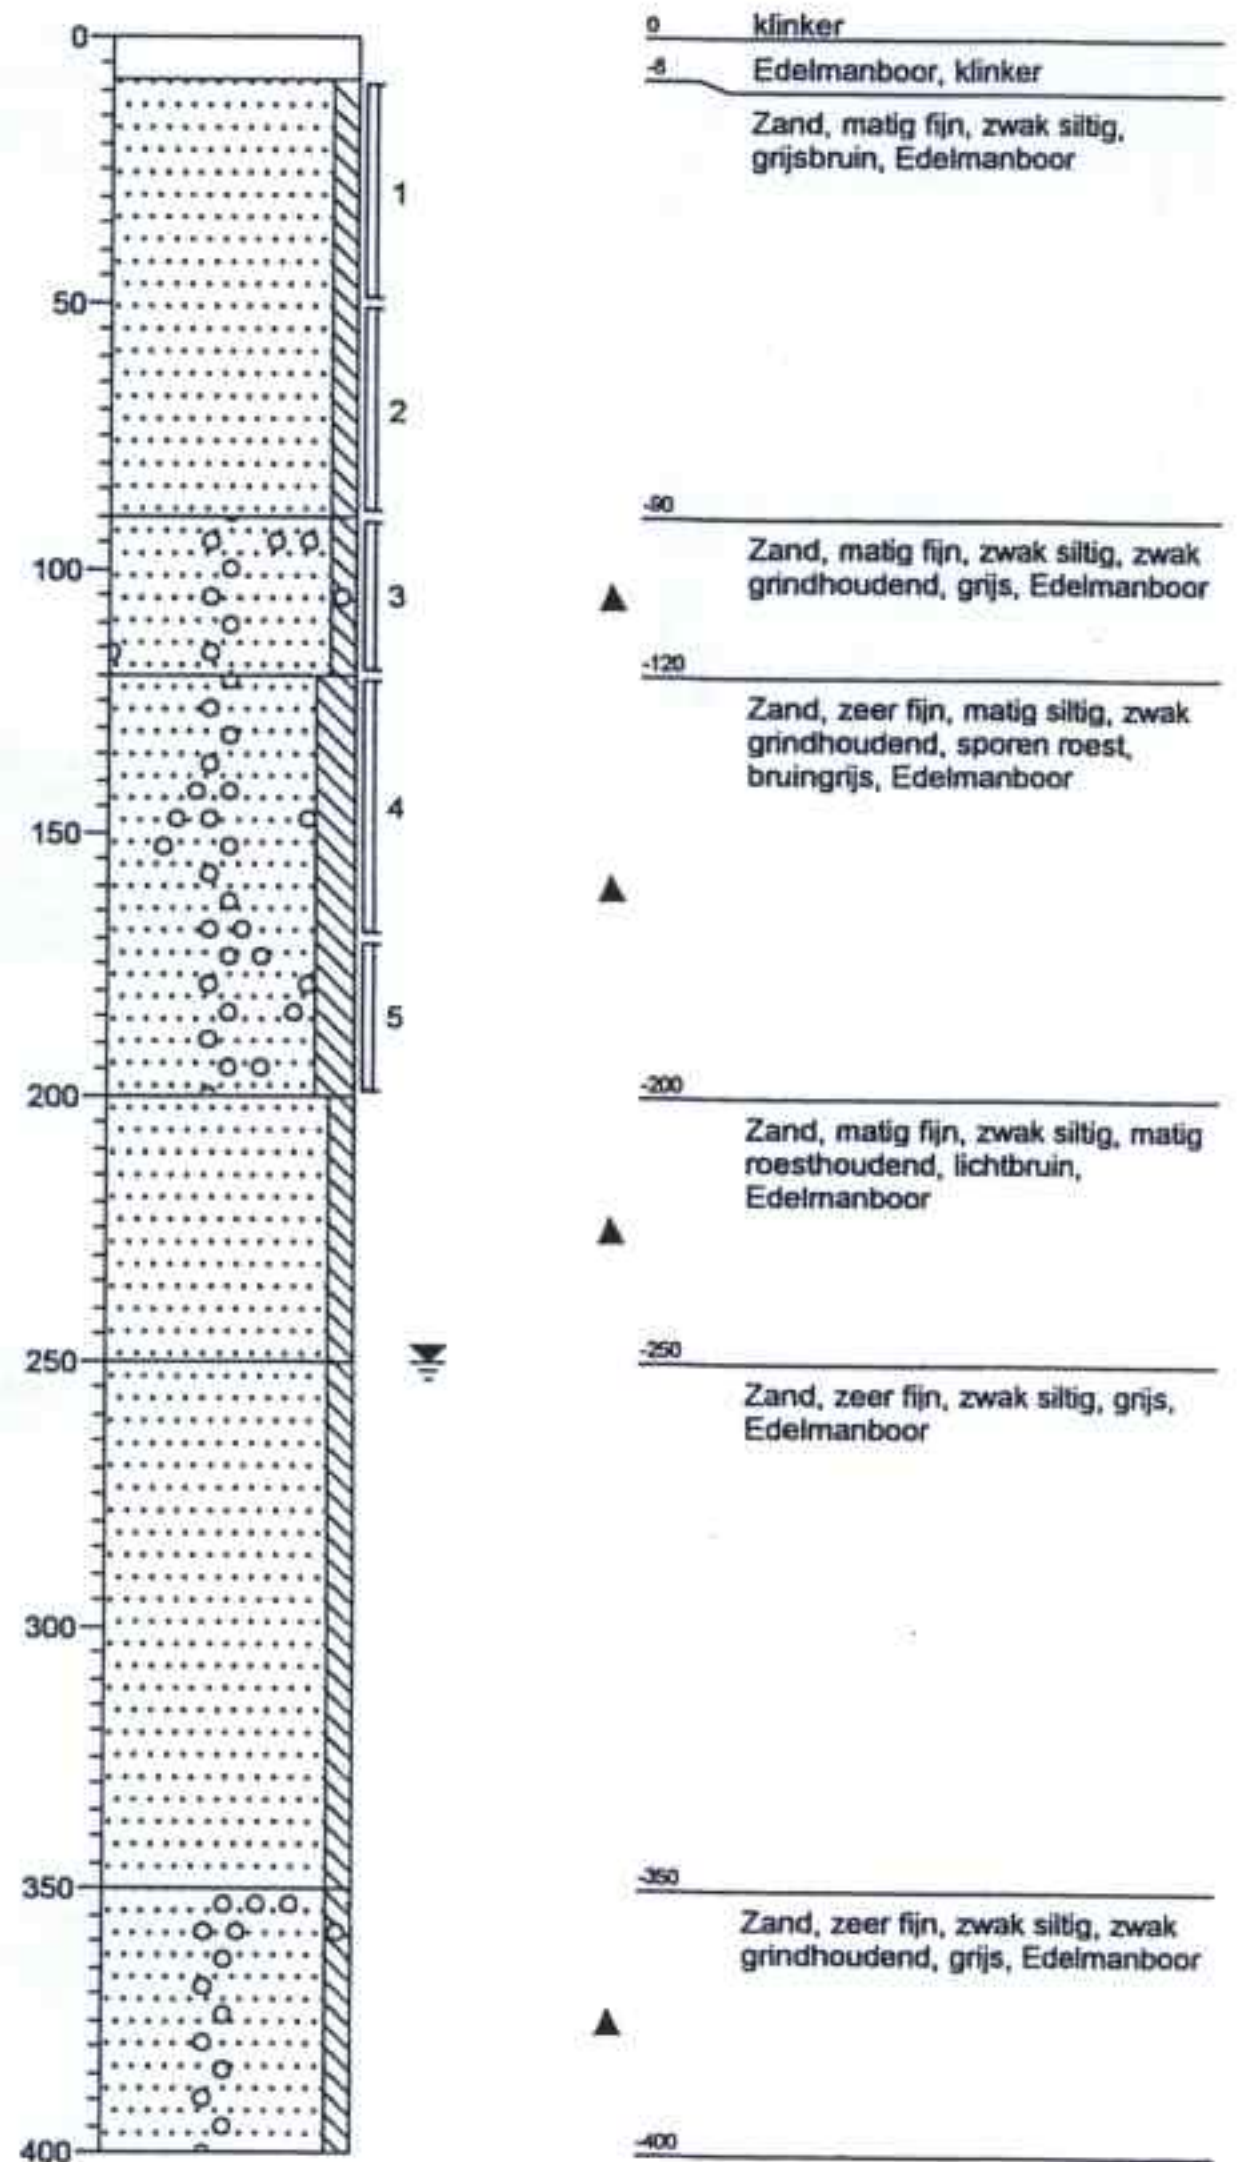 0
50
100
150
200
250
300
350
400
1
2
3
4
5
0
klinker
-8
Edelmanboor, klinker
Zand, matig fijn, zwak siltig,
grijsbruin, Edelmanboor
-90
Zand, matig fijn, zwak siltig, zwak
grindhoudend, grijs, Edelmanboor
-120
Zand, zeer fijn, matig siltig, zwak
grindhoudend, sporen roest,
bruingrijs, Edelmanboor
-200
Zand, matig fijn, zwak siltig, matig
roesthoudend, lichtbruin,
Edelmanboor
-250
Zand, zeer fijn, zwak siltig, grijs,
Edelmanboor
-350
Zand, zeer fijn, zwak siltig, zwak
grindhoudend, grijs, Edelmanboor
-400